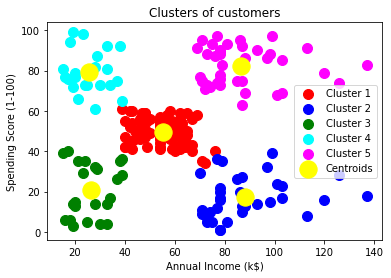 Clusters of customers
100
80
60
40
20
0
Spending Score (1-100)
Cluster 1
Cluster 2
Cluster 3
Cluster 4
Cluster 5
Centroids
20 40 60 80 100 120 140
Annual Income (k$)